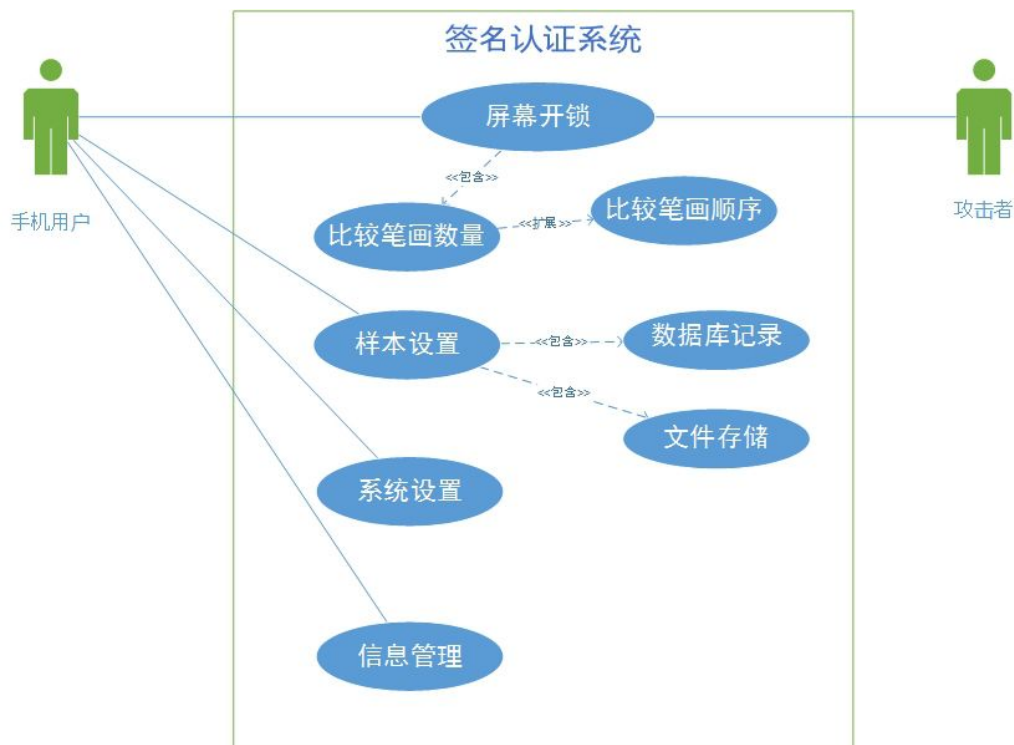 签名认证系统
屏幕开锁
<<包含>>
手机用户
攻击者
比较笔画数量
<<扩展>>
比较笔画顺序
样本设置
<<包含>>
数据库记录
<<包含>>
文件存储
系统设置
信息管理